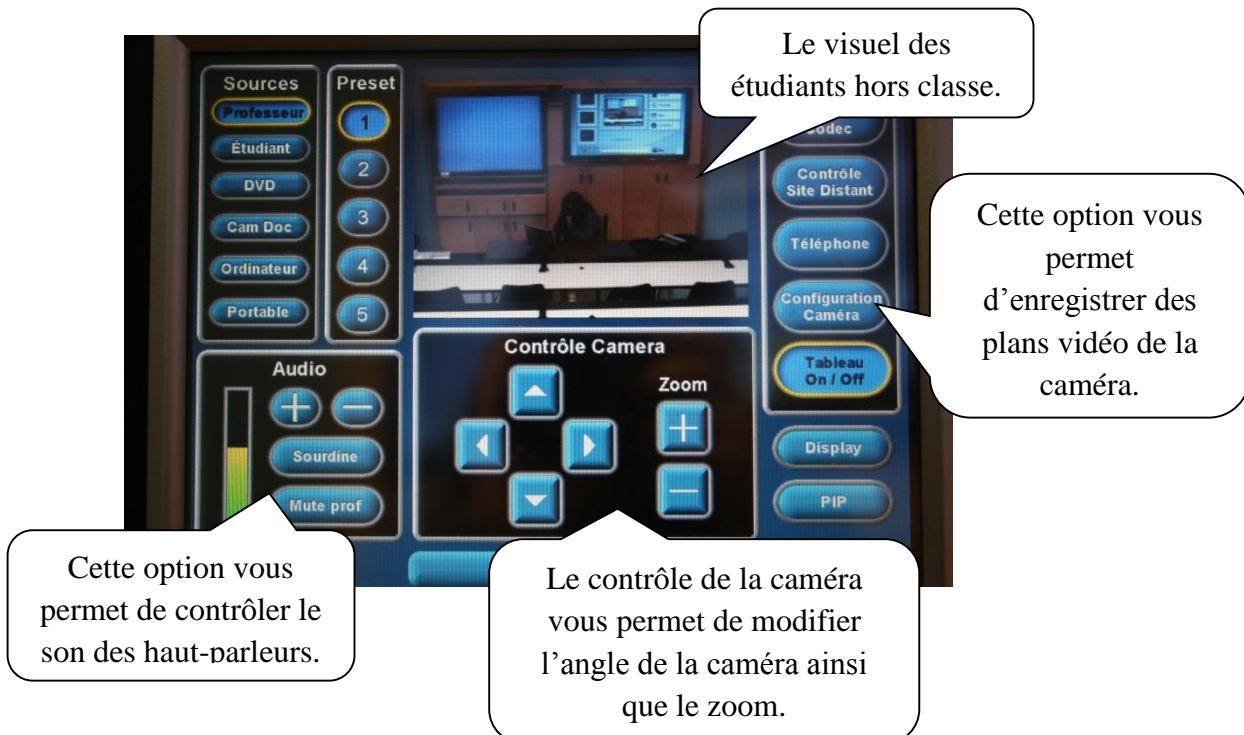 Le visuel des
étudiants hors classe.
Sources
Professeur
Étudiant
DVD
Cam Doc
Ordinateur
Portable
Preset
1
2
3
4
5
Codec
Contrôle
Site Distant
Téléphone
Configuration
Caméra
Tableau
On / Off
Display
PIP
Cette option vous
permet
d’enregistrer des
plans vidéo de la
caméra.
Audio
Sourdine
Mute prof
Contrôle Camera
Zoom
Cette option vous
permet de contrôler le
son des haut-parleurs.
Le contrôle de la caméra
vous permet de modifier
l’angle de la caméra ainsi
que le zoom.